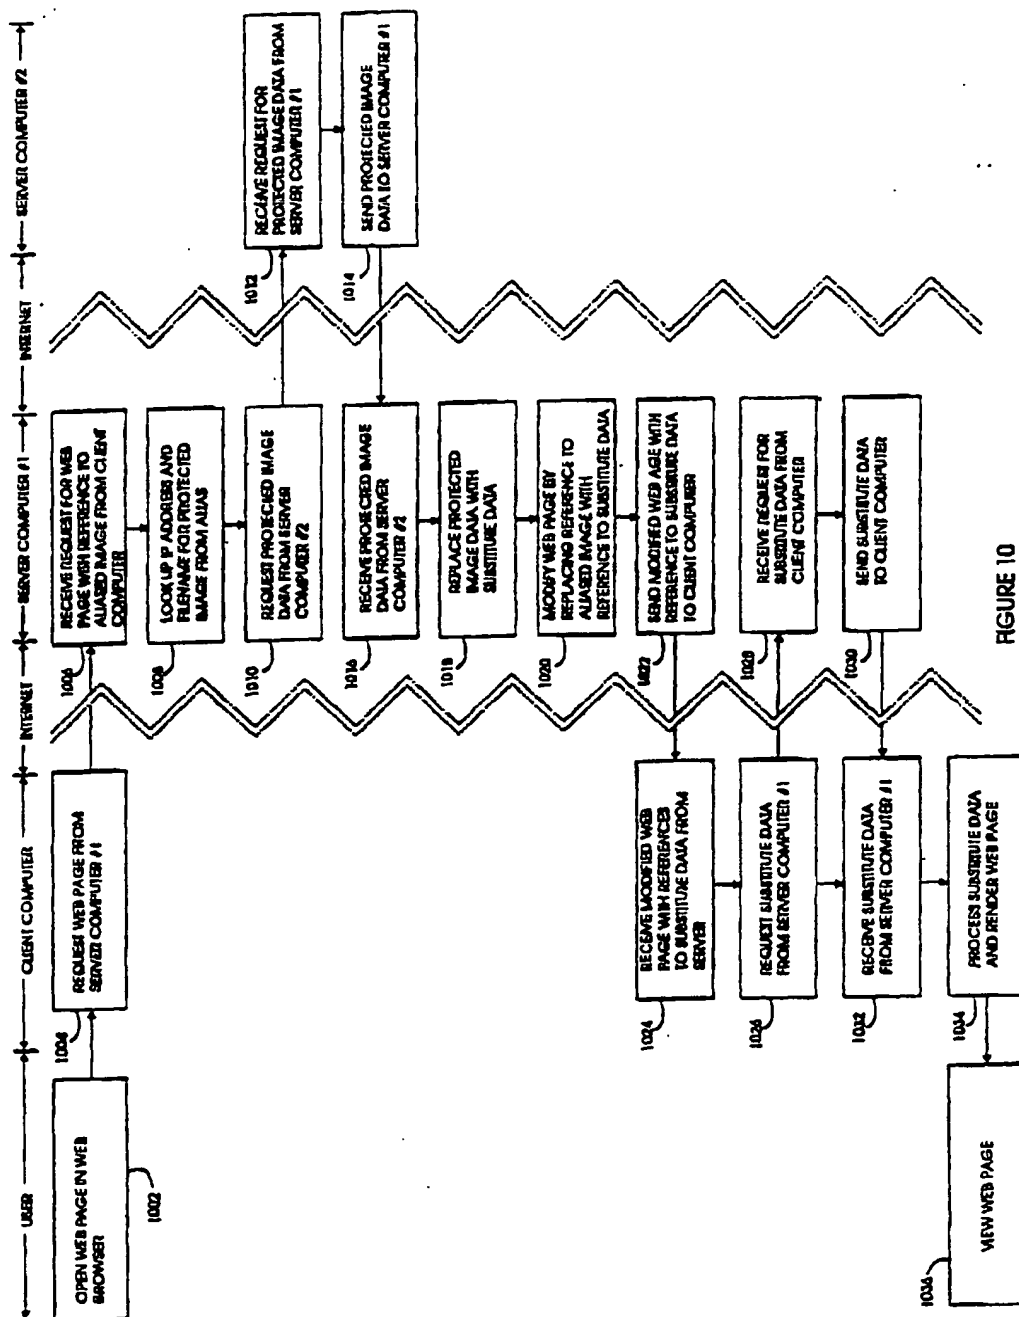 USER
CLIENT COMPUTER
INTERNET
SERVER COMPUTER #1
INTERNET
SERVER COMPUTER #2
OPEN WEB PAGE IN WEB
BROWSER
1002
REQUEST WEB PAGE FROM
SERVER COMPUTER #1
1004
RECEIVE REQUEST FOR WEB
PAGE WITH REFERENCE TO
ALIASED IMAGE FROM CLIENT
COMPUTER
1006
LOOK UP IP ADDRESS AND
FILENAME FOR PROTECTED
IMAGE FROM ALIAS
1008
REQUEST PROTECTED IMAGE
DATA FROM SERVER
COMPUTER #2
1010
RECEIVE REQUEST FOR
PROTECTED IMAGE DATA FROM
SERVER COMPUTER #1
1012
SEND PROTECTED IMAGE
DATA TO SERVER COMPUTER #1
1014
RECEIVE PROTECTED IMAGE
DATA FROM SERVER
COMPUTER #2
1016
REPLACE PROTECTED
IMAGE DATA WITH
SUBSTITUTE DATA
1018
MODIFY WEB PAGE BY
REPLACING REFERENCE TO
ALIASED IMAGE WITH
REFERENCE TO SUBSTITUTE DATA
1020
SEND MODIFIED WEB AGE WITH
REFERENCE TO SUBSTITUTE DATA
TO CLIENT COMPUTER
1022
RECEIVE MODIFIED WEB
PAGE WITH REFERENCES
TO SUBSTITUTE DATA FROM
SERVER
1024
REQUEST SUBSTITUTE DATA
FROM SERVER COMPUTER #1
1026
RECEIVE REQUEST FOR
SUBSTITUTE DATA FROM
CLIENT COMPUTER
1028
SEND SUBSTITUTE DATA
TO CLIENT COMPUTER
1030
RECEIVE SUBSTITUTE DATA
FROM SERVER COMPUTER #1
1032
PROCESS SUBSTITUTE DATA
AND RENDER WEB PAGE
1034
VIEW WEB PAGE
1036
FIGURE 10